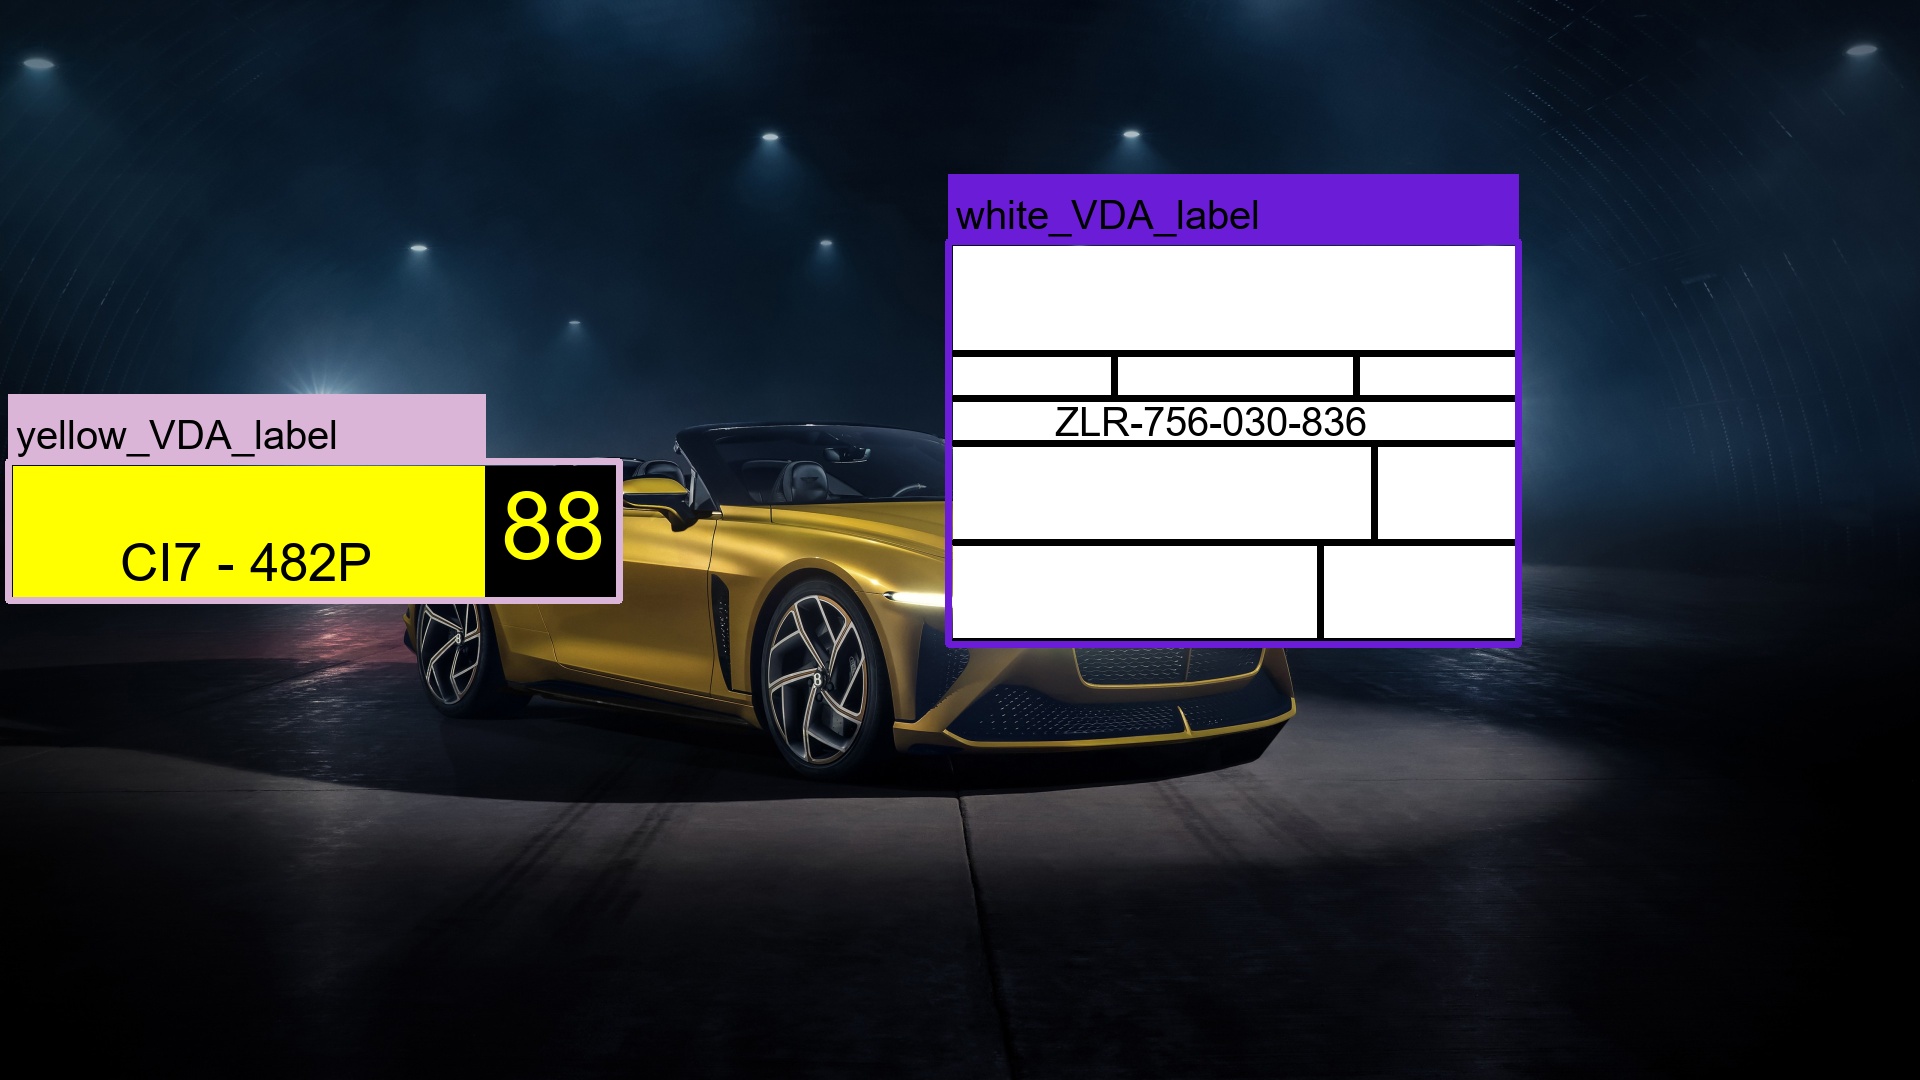 white_VDA_label
ZLR-756-030-836
yellow_VDA_label
CI7 - 482P
88